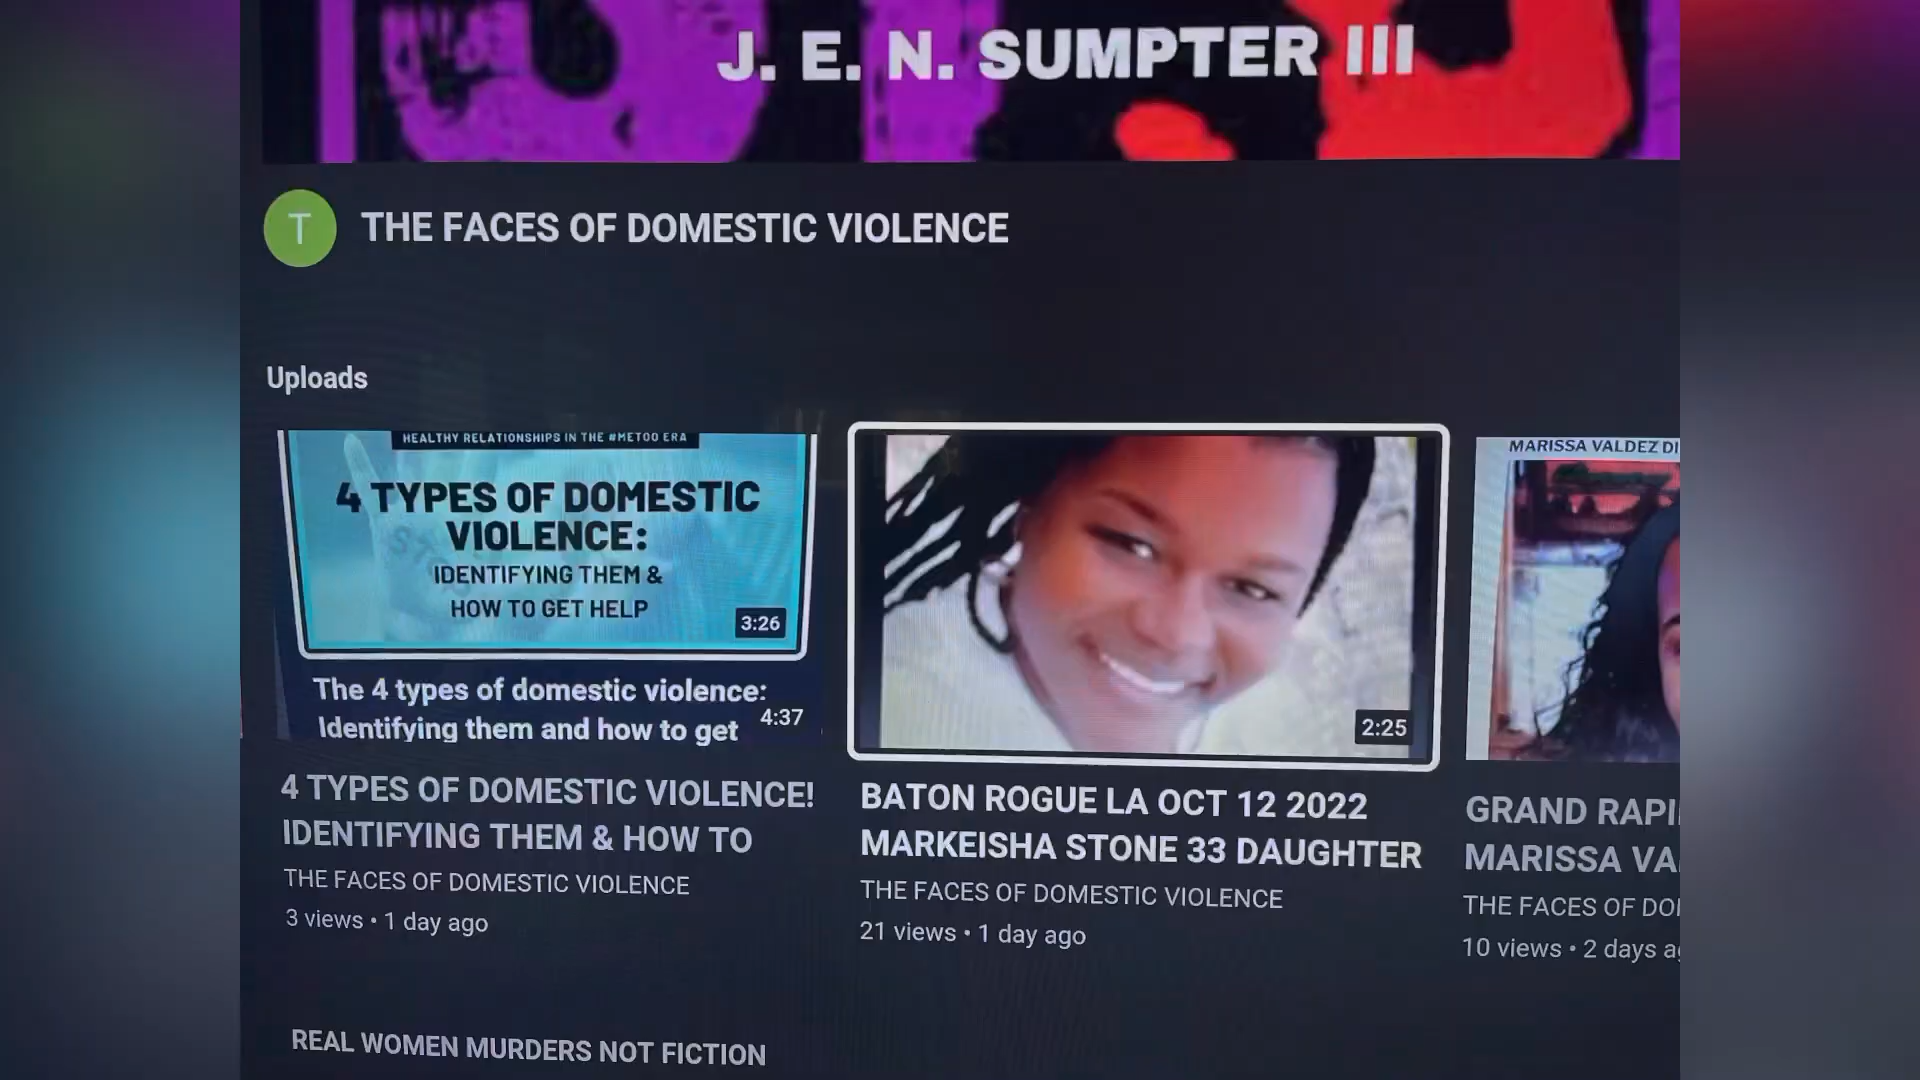 J. E. N. SUMPTER III
T
THE FACES OF DOMESTIC VIOLENCE
Uploads
HEALTHY RELATIONSHIPS IN THE #METOO ERA
4 TYPES OF DOMESTIC
VIOLENCE:
IDENTIFYING THEM &
HOW TO GET HELP
3:26
The 4 types of domestic violence:
Identifying them and how to get
4:37
4 TYPES OF DOMESTIC VIOLENCE!
IDENTIFYING THEM & HOW TO
THE FACES OF DOMESTIC VIOLENCE
3 views • 1 day ago
2:25
BATON ROGUE LA OCT 12 2022
MARKEISHA STONE 33 DAUGHTER
THE FACES OF DOMESTIC VIOLENCE
21 views • 1 day ago
MARISSA VALDEZ DI
GRAND RAPI
MARISSA VA
THE FACES OF DO
10 views • 2 days a
REAL WOMEN MURDERS NOT FICTION